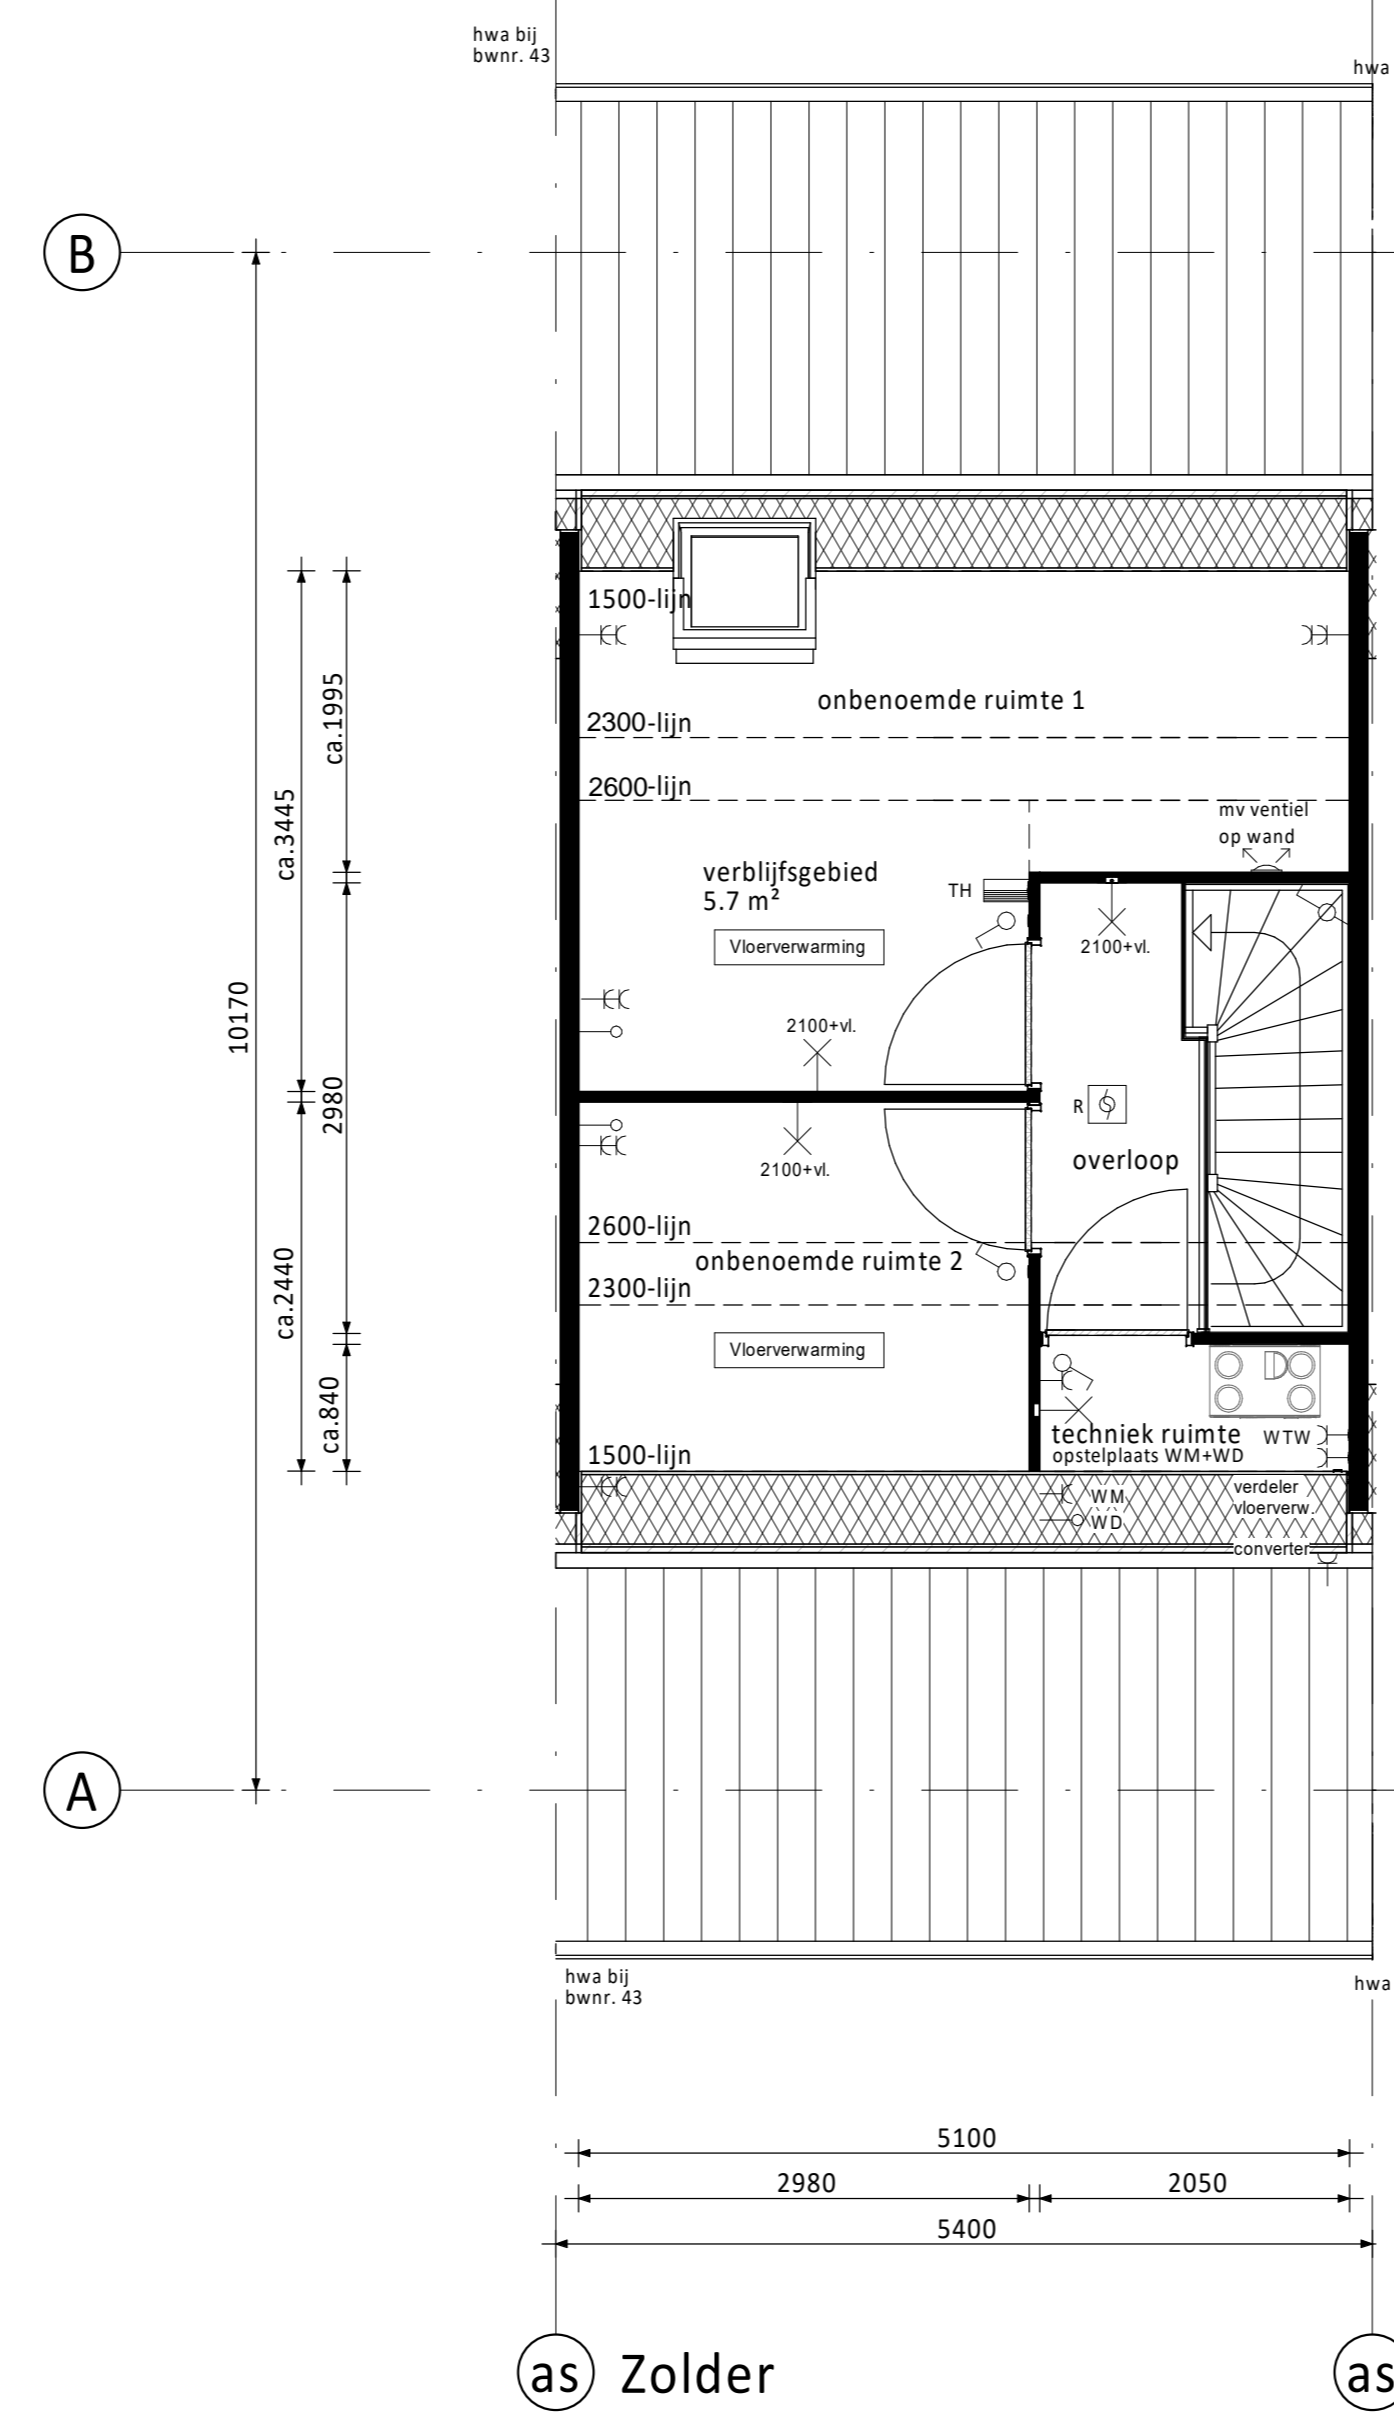 hwa bij
bwnr. 43
hwa
B
1500-lijn
onbenoemde ruimte 1
2300-lijn
2600-lijn
mv ventiel
op wand
verblijfsgebied
5.7 m²
TH
Vloerverwarming
2100+vl.
2100+vl.
ca.1995
ca.3445
10170
2980
R
overloop
2100+vl.
2600-lijn
onbenoemde ruimte 2
2300-lijn
ca.2440
Vloerverwarming
ca.840
1500-lijn
techniek ruimte
WTW
opstelplaats WM+WD
WM
WD
verdeler
vloerverw.
converter
A
hwa bij
bwnr. 43
hwa
5100
2980
2050
5400
as
Zolder
as